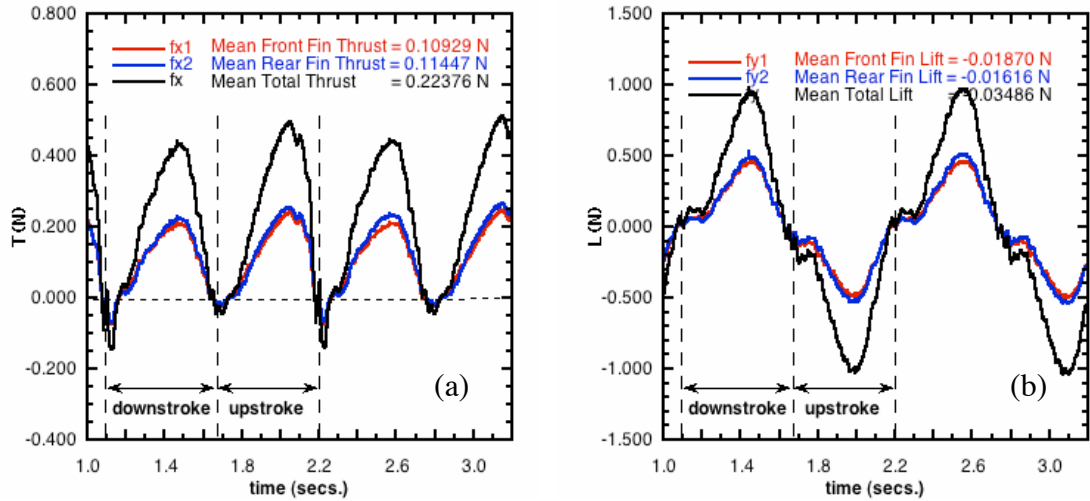 0.800
fx1 Mean Front Fin Thrust = 0.10929 N
fx2 Mean Rear Fin Thrust = 0.11447 N
fx Mean Total Thrust = 0.22376 N
0.600
0.400
0.200
0.000
-0.200
-0.400
T(N)
downstroke upstroke
(a)
1.0 1.4 1.8 2.2 2.6 3.0
time (secs.)
1.500
fy1 Mean Front Fin Lift = -0.01870 N
fy2 Mean Rear Fin Lift = -0.01616 N
Mean Total Lift = -0.03486 N
1.000
0.500
0.000
-0.500
-1.000
-1.500
L (N)
downstroke upstroke
(b)
1.0 1.4 1.8 2.2 2.6 3.0
time (secs.)